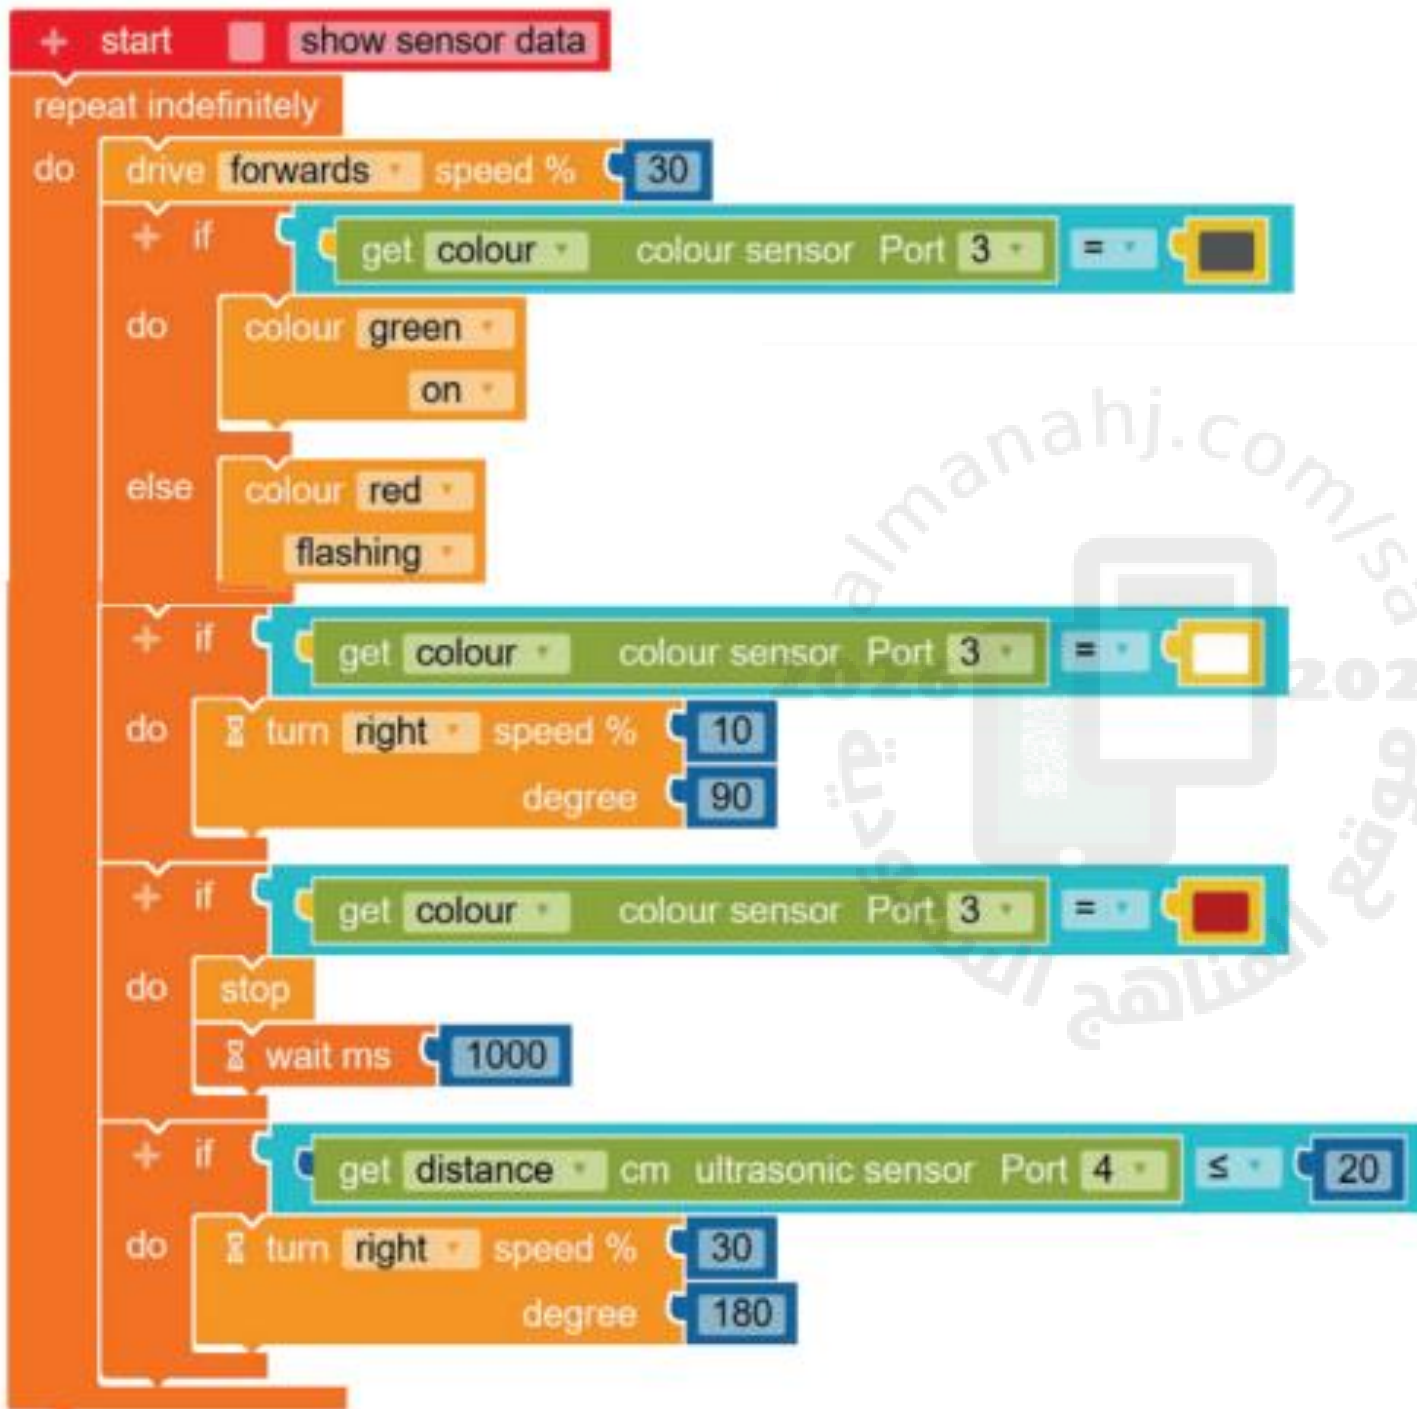 + start show sensor data
repeat indefinitely
do drive forwards speed % 30
+ if get colour colour sensor Port 3 =
do colour green
on
else colour red
flashing
+ if get colour colour sensor Port 3 =
do turn right speed % 10
degree 90
+ if get colour colour sensor Port 3 =
do stop
wait ms 1000
+ if get distance cm ultrasonic sensor Port 4 ≤ 20
do turn right speed % 30
degree 180
almanahj.com/sa
موقع
المناهج